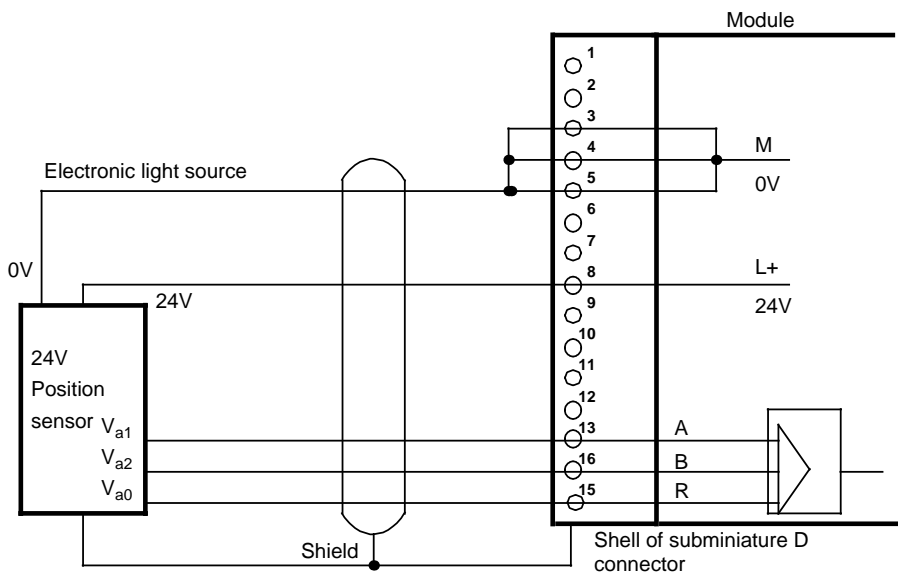 Module
1
2
3
4
M
Electronic light source
5
0V
6
7
0V
8
L+
24V
9
24V
10
24V
11
Position
12
sensor
Va1
13
A
Va2
16
B
Va0
15
R
Shield
Shell of subminiature D
connector